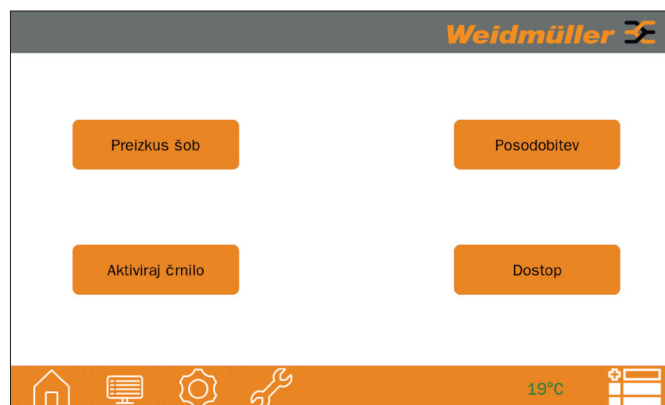 Weidmüller
Preizkus šob
Posodobitev
Aktiviraj črnilo
Dostop
19°C